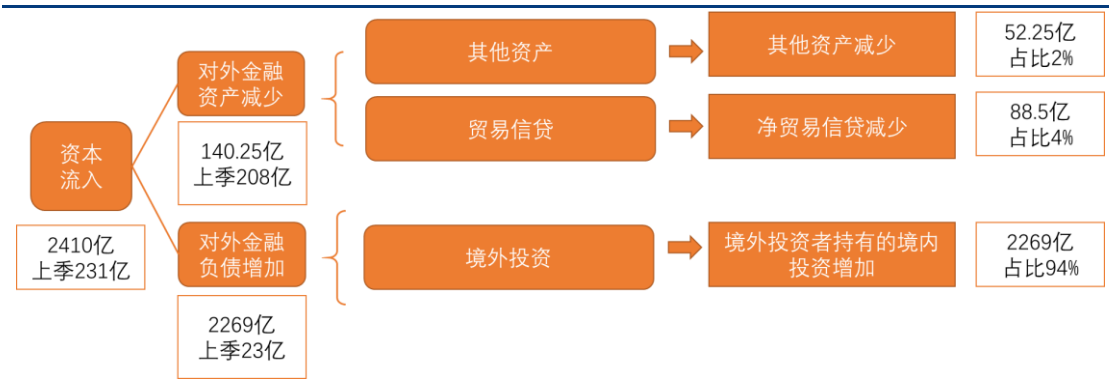 资本
流入
2410亿
上季231亿
对外金融
资产减少
140.25亿
上季208亿
其他资产
其他资产减少
52.25亿
占比2%
贸易信贷
净贸易信贷减少
88.5亿
占比4%
对外金融
负债增加
2269亿
上季23亿
境外投资
境外投资者持有的境内
投资增加
2269亿
占比94%